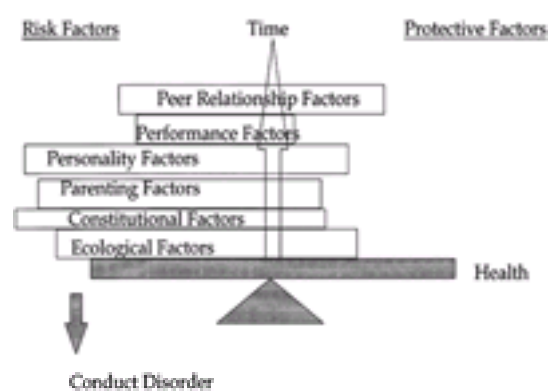 Risk Factors
Time
Protective Factors
Peer Relationship Factors
Performance Factors
Personality Factors
Parenting Factors
Constitutional Factors
Ecological Factors
Health
Conduct Disorder